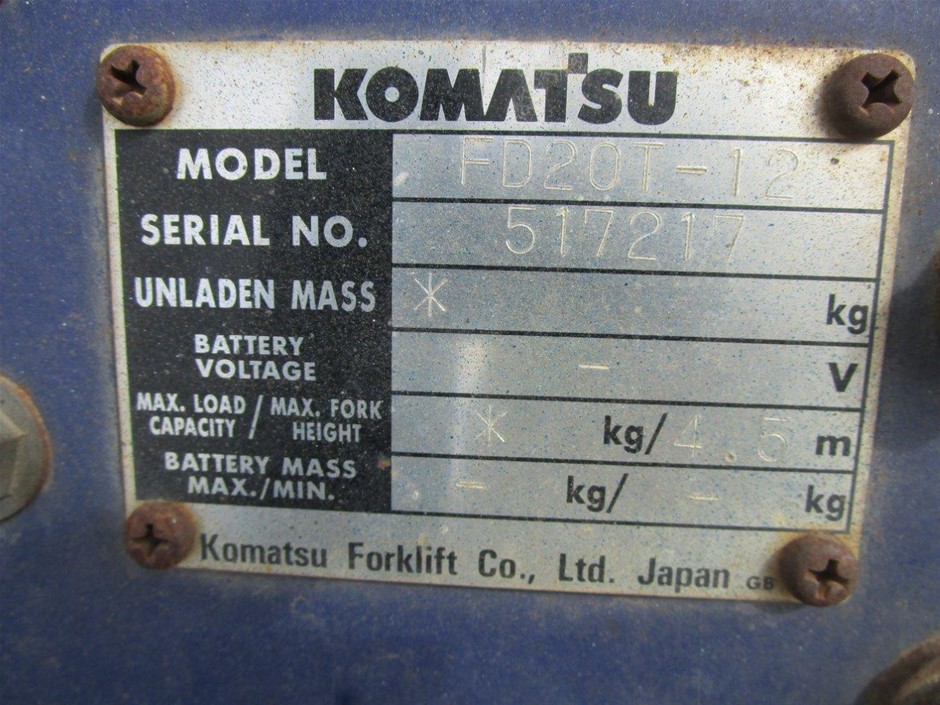 KOMATSU
MODEL FD20T-12
SERIAL NO. 517217
UNLADEN MASS * kg
BATTERY VOLTAGE - V
MAX. LOAD CAPACITY / MAX. FORK HEIGHT * kg/ 4.5 m
BATTERY MASS MAX./MIN. - kg/ - kg
Komatsu Forklift Co., Ltd. Japan GB